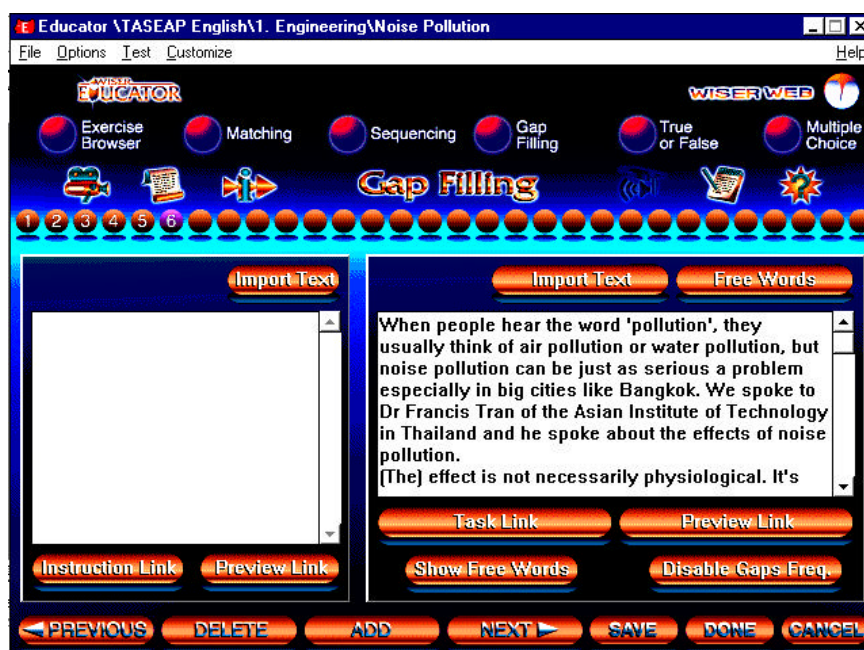 Educator \TASEAP English\1. Engineering\Noise Pollution
File Options Test Customize Help
WISER EDUCATOR
WISERWEB
Exercise Browser
Matching
Sequencing
Gap Filling
True or False
Multiple Choice
Gap Filling
1 2 3 4 5 6
Import Text
Import Text
Free Words
When people hear the word 'pollution', they
usually think of air pollution or water pollution, but
noise pollution can be just as serious a problem
especially in big cities like Bangkok. We spoke to
Dr Francis Tran of the Asian Institute of Technology
in Thailand and he spoke about the effects of noise
pollution.
(The) effect is not necessarily physiological. It's
Task Link
Preview Link
Instruction Link
Preview Link
Show Free Words
Disable Gaps Freq.
PREVIOUS
DELETE
ADD
NEXT
SAVE
DONE
CANCEL